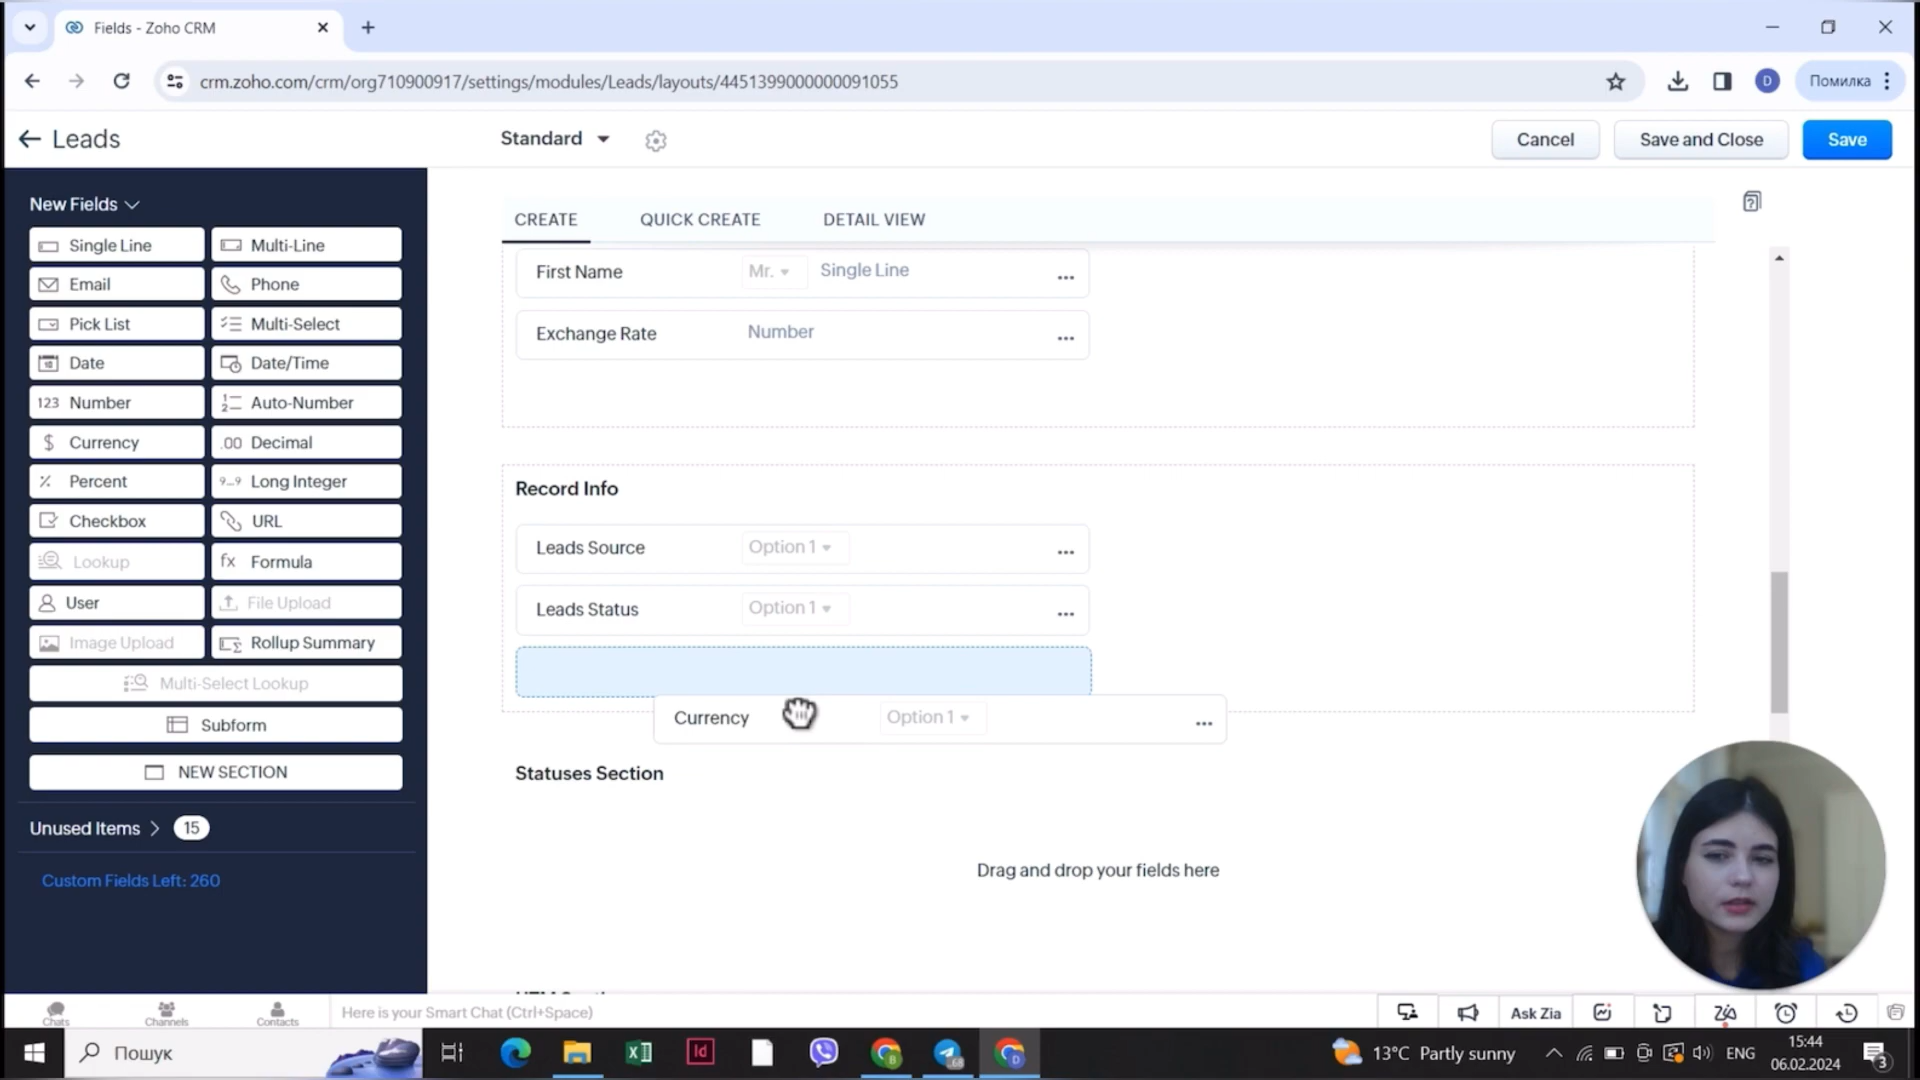 Fields - Zoho CRM
crm.zoho.com/crm/org710900917/settings/modules/Leads/layouts/4451399000000091055
D
Помилка
Leads
Standard
Cancel
Save and Close
Save
New Fields
Single Line
Multi-Line
Email
Phone
Pick List
Multi-Select
Date
Date/Time
123 Number
Auto-Number
$ Currency
.00 Decimal
Percent
9...9 Long Integer
Checkbox
URL
Lookup
fx Formula
User
File Upload
Image Upload
Rollup Summary
Multi-Select Lookup
Subform
NEW SECTION
Unused Items
15
Custom Fields Left: 260
CREATE
QUICK CREATE
DETAIL VIEW
First Name
Mr.
Single Line
Exchange Rate
Number
Record Info
Leads Source
Option 1
Leads Status
Option 1
Currency
Option 1
Statuses Section
Drag and drop your fields here
Chats
Channels
Contacts
Here is your Smart Chat (Ctrl+Space)
Ask Zia
Пошук
13°C Partly sunny
ENG
15:44
06.02.2024
3